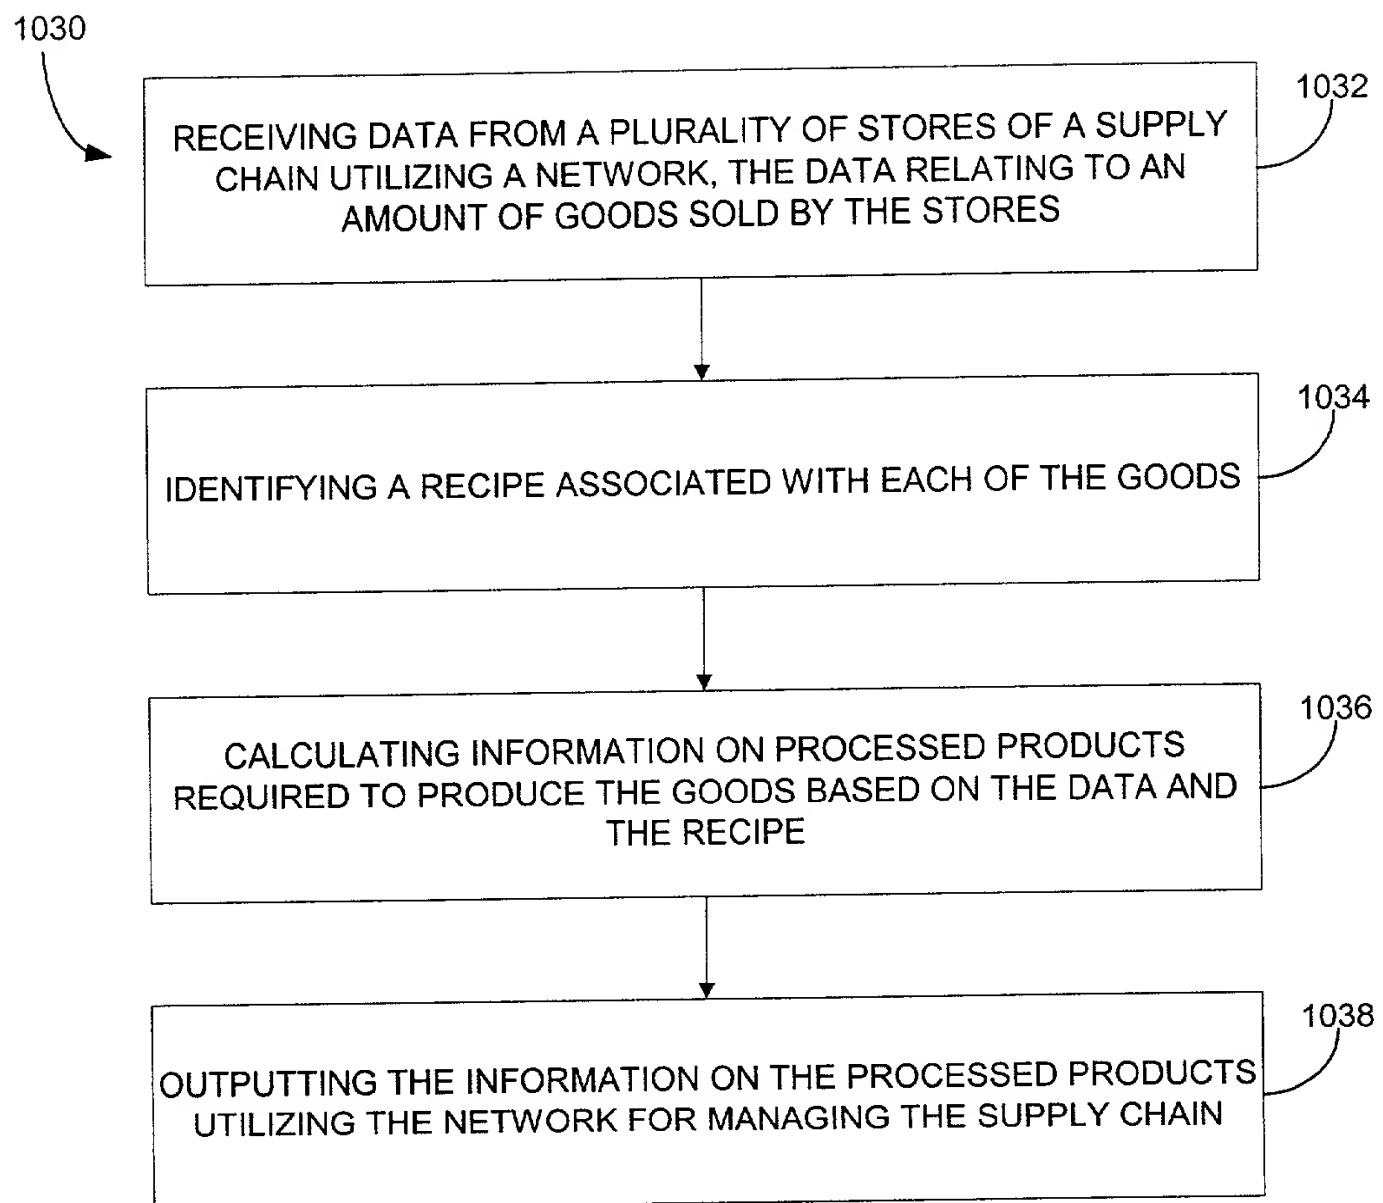 1030
1032
RECEIVING DATA FROM A PLURALITY OF STORES OF A SUPPLY
CHAIN UTILIZING A NETWORK, THE DATA RELATING TO AN
AMOUNT OF GOODS SOLD BY THE STORES
1034
IDENTIFYING A RECIPE ASSOCIATED WITH EACH OF THE GOODS
1036
CALCULATING INFORMATION ON PROCESSED PRODUCTS
REQUIRED TO PRODUCE THE GOODS BASED ON THE DATA AND
THE RECIPE
1038
OUTPUTTING THE INFORMATION ON THE PROCESSED PRODUCTS
UTILIZING THE NETWORK FOR MANAGING THE SUPPLY CHAIN